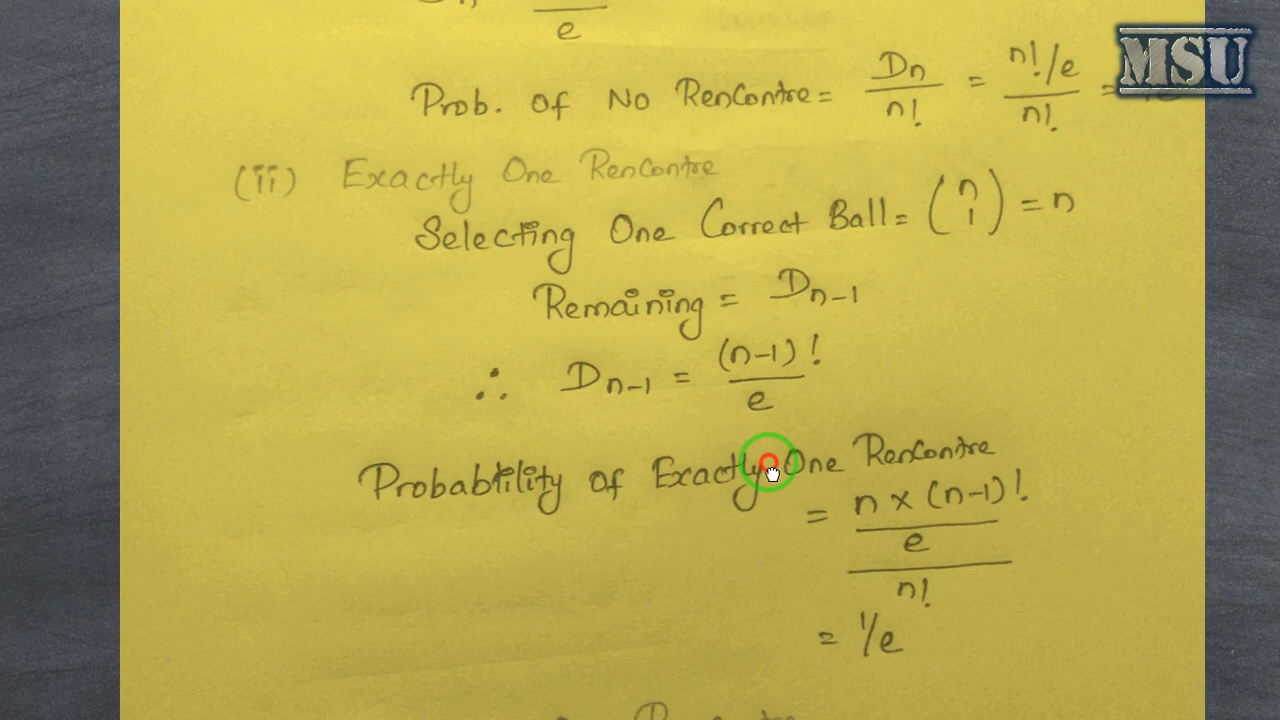 e
Prob. of No Rencontre = Dn/n! = n!/e/n! =
MSU
(ii) Exactly One Rencontre
Selecting One Correct Ball = (n 1) = n
Remaining = Dn-1
∴ Dn-1 = (n-1)!/e
Probability of Exactly One Rencontre
= n × (n-1)!/e/n!
= 1/e